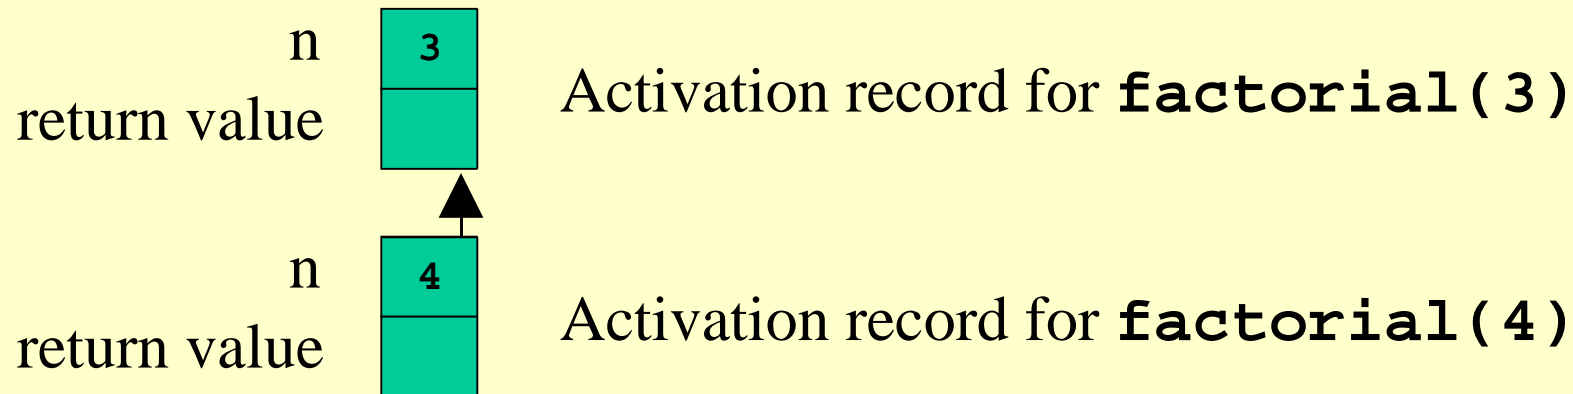 n 3
return value
Activation record for factorial(3)
n 4
return value
Activation record for factorial(4)